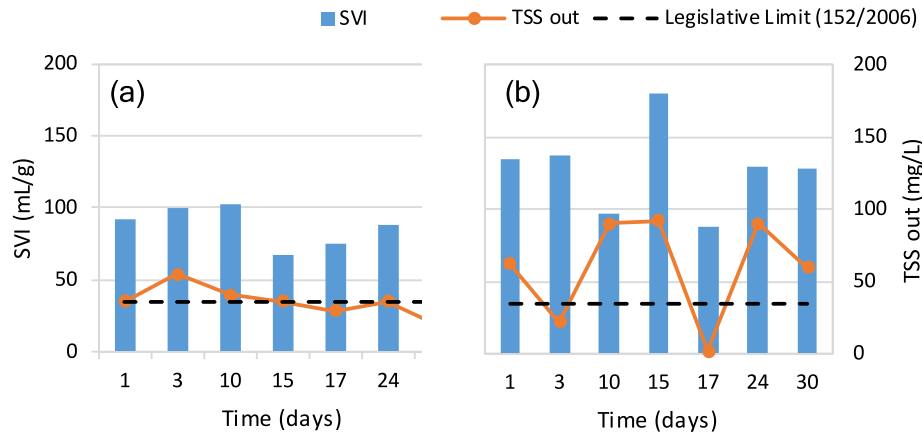 SVI TSS out Legislative Limit (152/2006)
(a)
200
150
100
50
0
SVI (mL/g)
1 3 10 15 17 24
Time (days)
(b)
200
150
100
50
0
TSS out (mg/L)
1 3 10 15 17 24 30
Time (days)